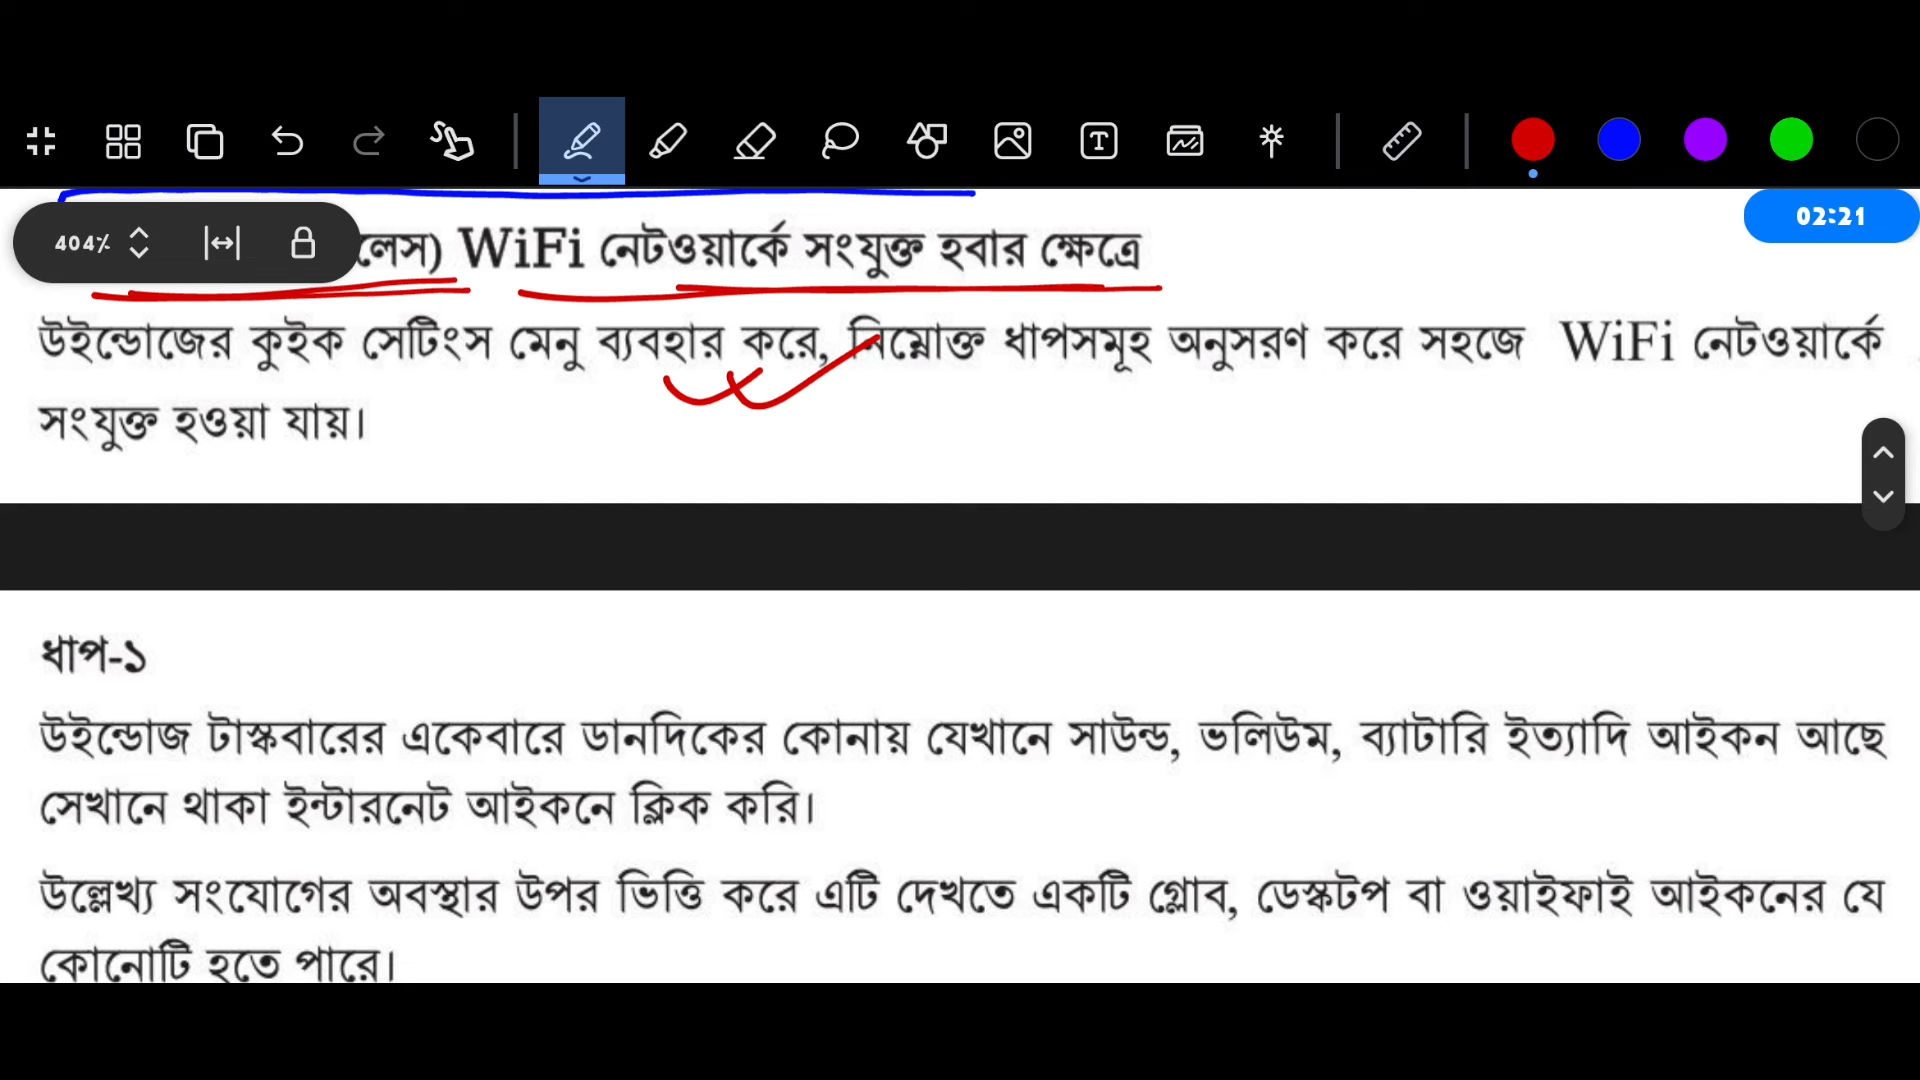 02:21
404%
লেস) WiFi নেটওয়ার্কে সংযুক্ত হবার ক্ষেত্রে
উইন্ডোজের কুইক সেটিংস মেনু ব্যবহার করে, নিম্নোক্ত ধাপসমূহ অনুসরণ করে সহজে WiFi নেটওয়ার্কে
সংযুক্ত হওয়া যায়।
ধাপ-১
উইন্ডোজ টাস্কবারের একেবারে ডানদিকের কোনায় যেখানে সাউন্ড, ভলিউম, ব্যাটারি ইত্যাদি আইকন আছে
সেখানে থাকা ইন্টারনেট আইকনে ক্লিক করি।
উল্লেখ্য সংযোগের অবস্থার উপর ভিত্তি করে এটি দেখতে একটি গ্লোব, ডেস্কটপ বা ওয়াইফাই আইকনের যে
কোনোটি হতে পারে।